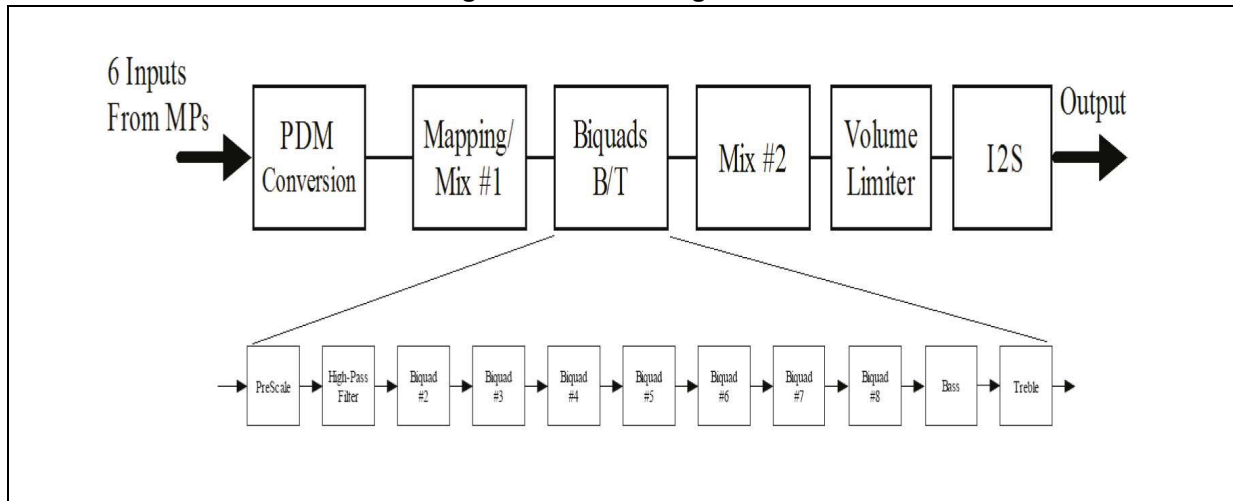 6 Inputs
From MPs
PDM
Conversion
Mapping/
Mix #1
Biquads
B/T
Mix #2
Volume
Limiter
I2S
Output
PreScale
High-Pass
Filter
Biquad
#2
Biquad
#3
Biquad
#4
Biquad
#5
Biquad
#6
Biquad
#7
Biquad
#8
Bass
Treble